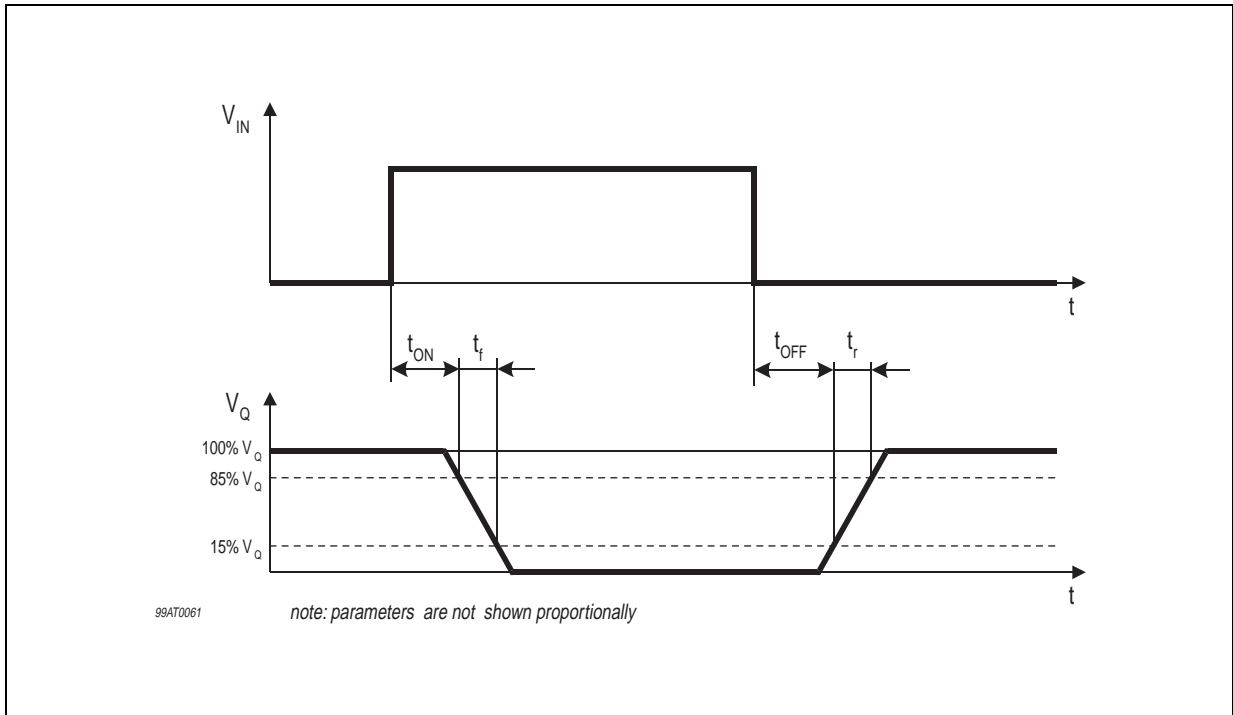 V_IN
t
t_ON
t_f
t_OFF
t_r
V_Q
100% V_Q
85% V_Q
15% V_Q
t
99AT0061
note: parameters are not shown proportionally